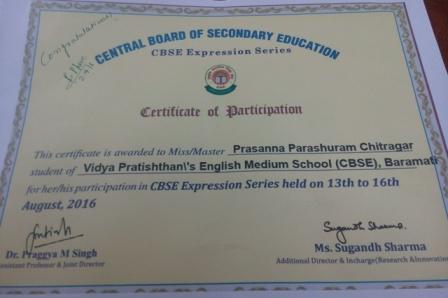 Congratulations
CENTRAL BOARD OF SECONDARY EDUCATION
CBSE Expression Series
Certificate of Participation
This certificate is awarded to Miss/Master Prasanna Parashuram Chitragar
student of Vidya Pratishthan\'s English Medium School (CBSE), Baramati
for her/his participation in CBSE Expression Series held on 13th to 16th
August, 2016
Sugandh Sharma.
Dr. Praggya M Singh
Assistant Professor & Joint Director
Ms. Sugandh Sharma
Additional Director & Incharge(Research &Innovation